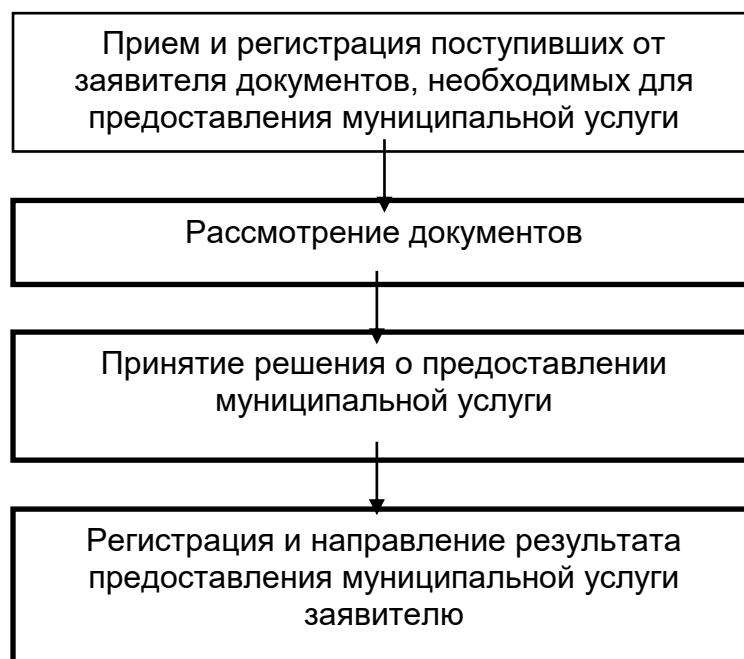 Прием и регистрация поступивших от
заявителя документов, необходимых для
предоставления муниципальной услуги
Рассмотрение документов
Принятие решения о предоставлении
муниципальной услуги
Регистрация и направление результата
предоставления муниципальной услуги
заявителю